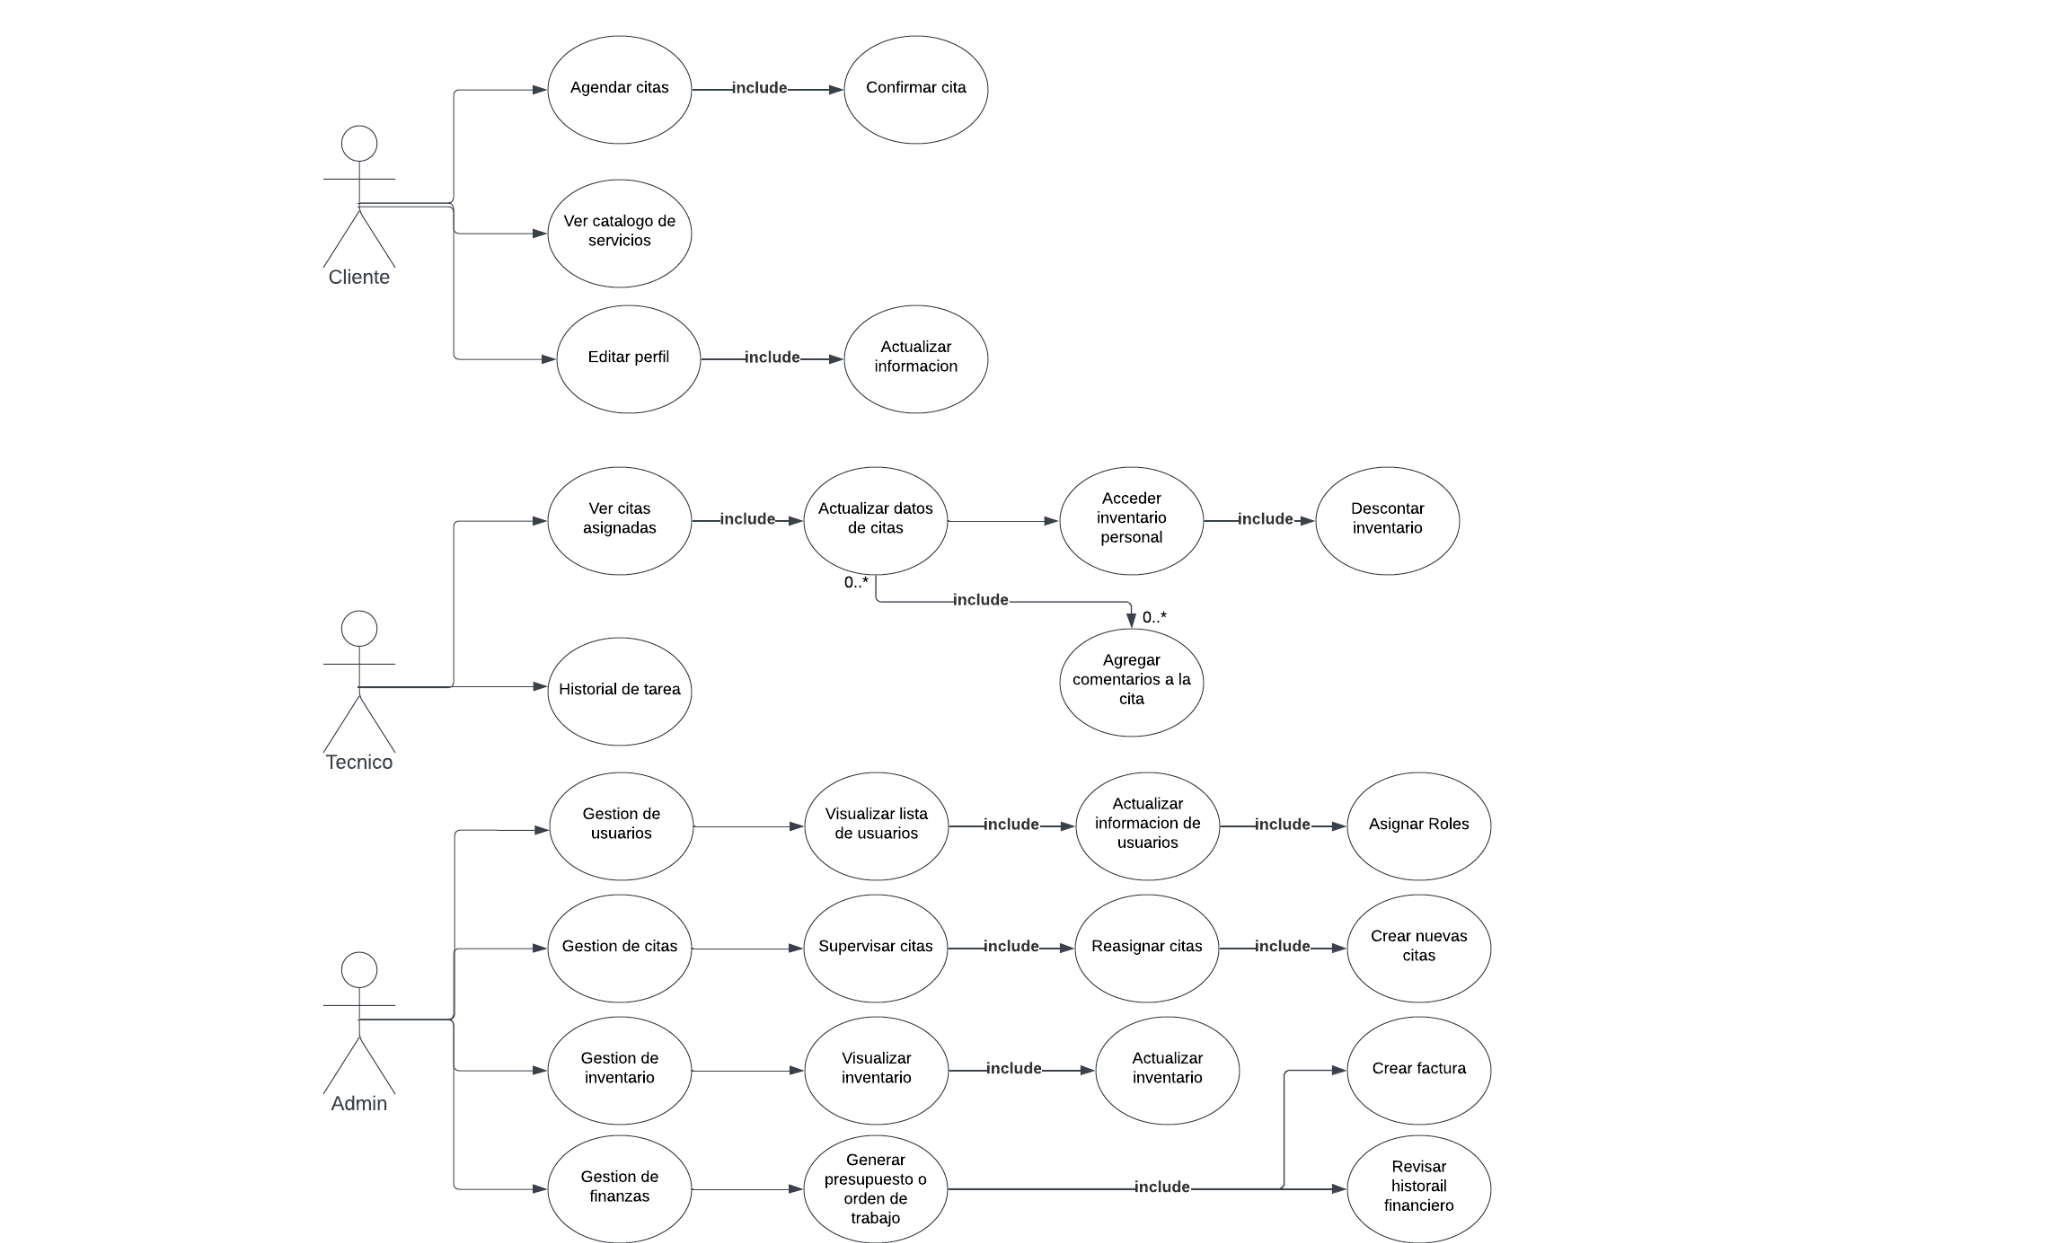 Agendar citas
include
Confirmar cita
Ver catalogo de
servicios
Cliente
Editar perfil
include
Actualizar
informacion
Ver citas
asignadas
include
Actualizar datos
de citas
Acceder
inventario
personal
include
Descontar
inventario
0..*
include
0..*
Agregar
comentarios a la
cita
Historial de tarea
Tecnico
Gestion de
usuarios
Visualizar lista
de usuarios
include
Actualizar
informacion de
usuarios
include
Asignar Roles
Gestion de citas
Supervisar citas
include
Reasignar citas
include
Crear nuevas
citas
Admin
Gestion de
inventario
Visualizar
inventario
include
Actualizar
inventario
Crear factura
Gestion de
finanzas
Generar
presupuesto o
orden de
trabajo
include
Revisar
historail
financiero